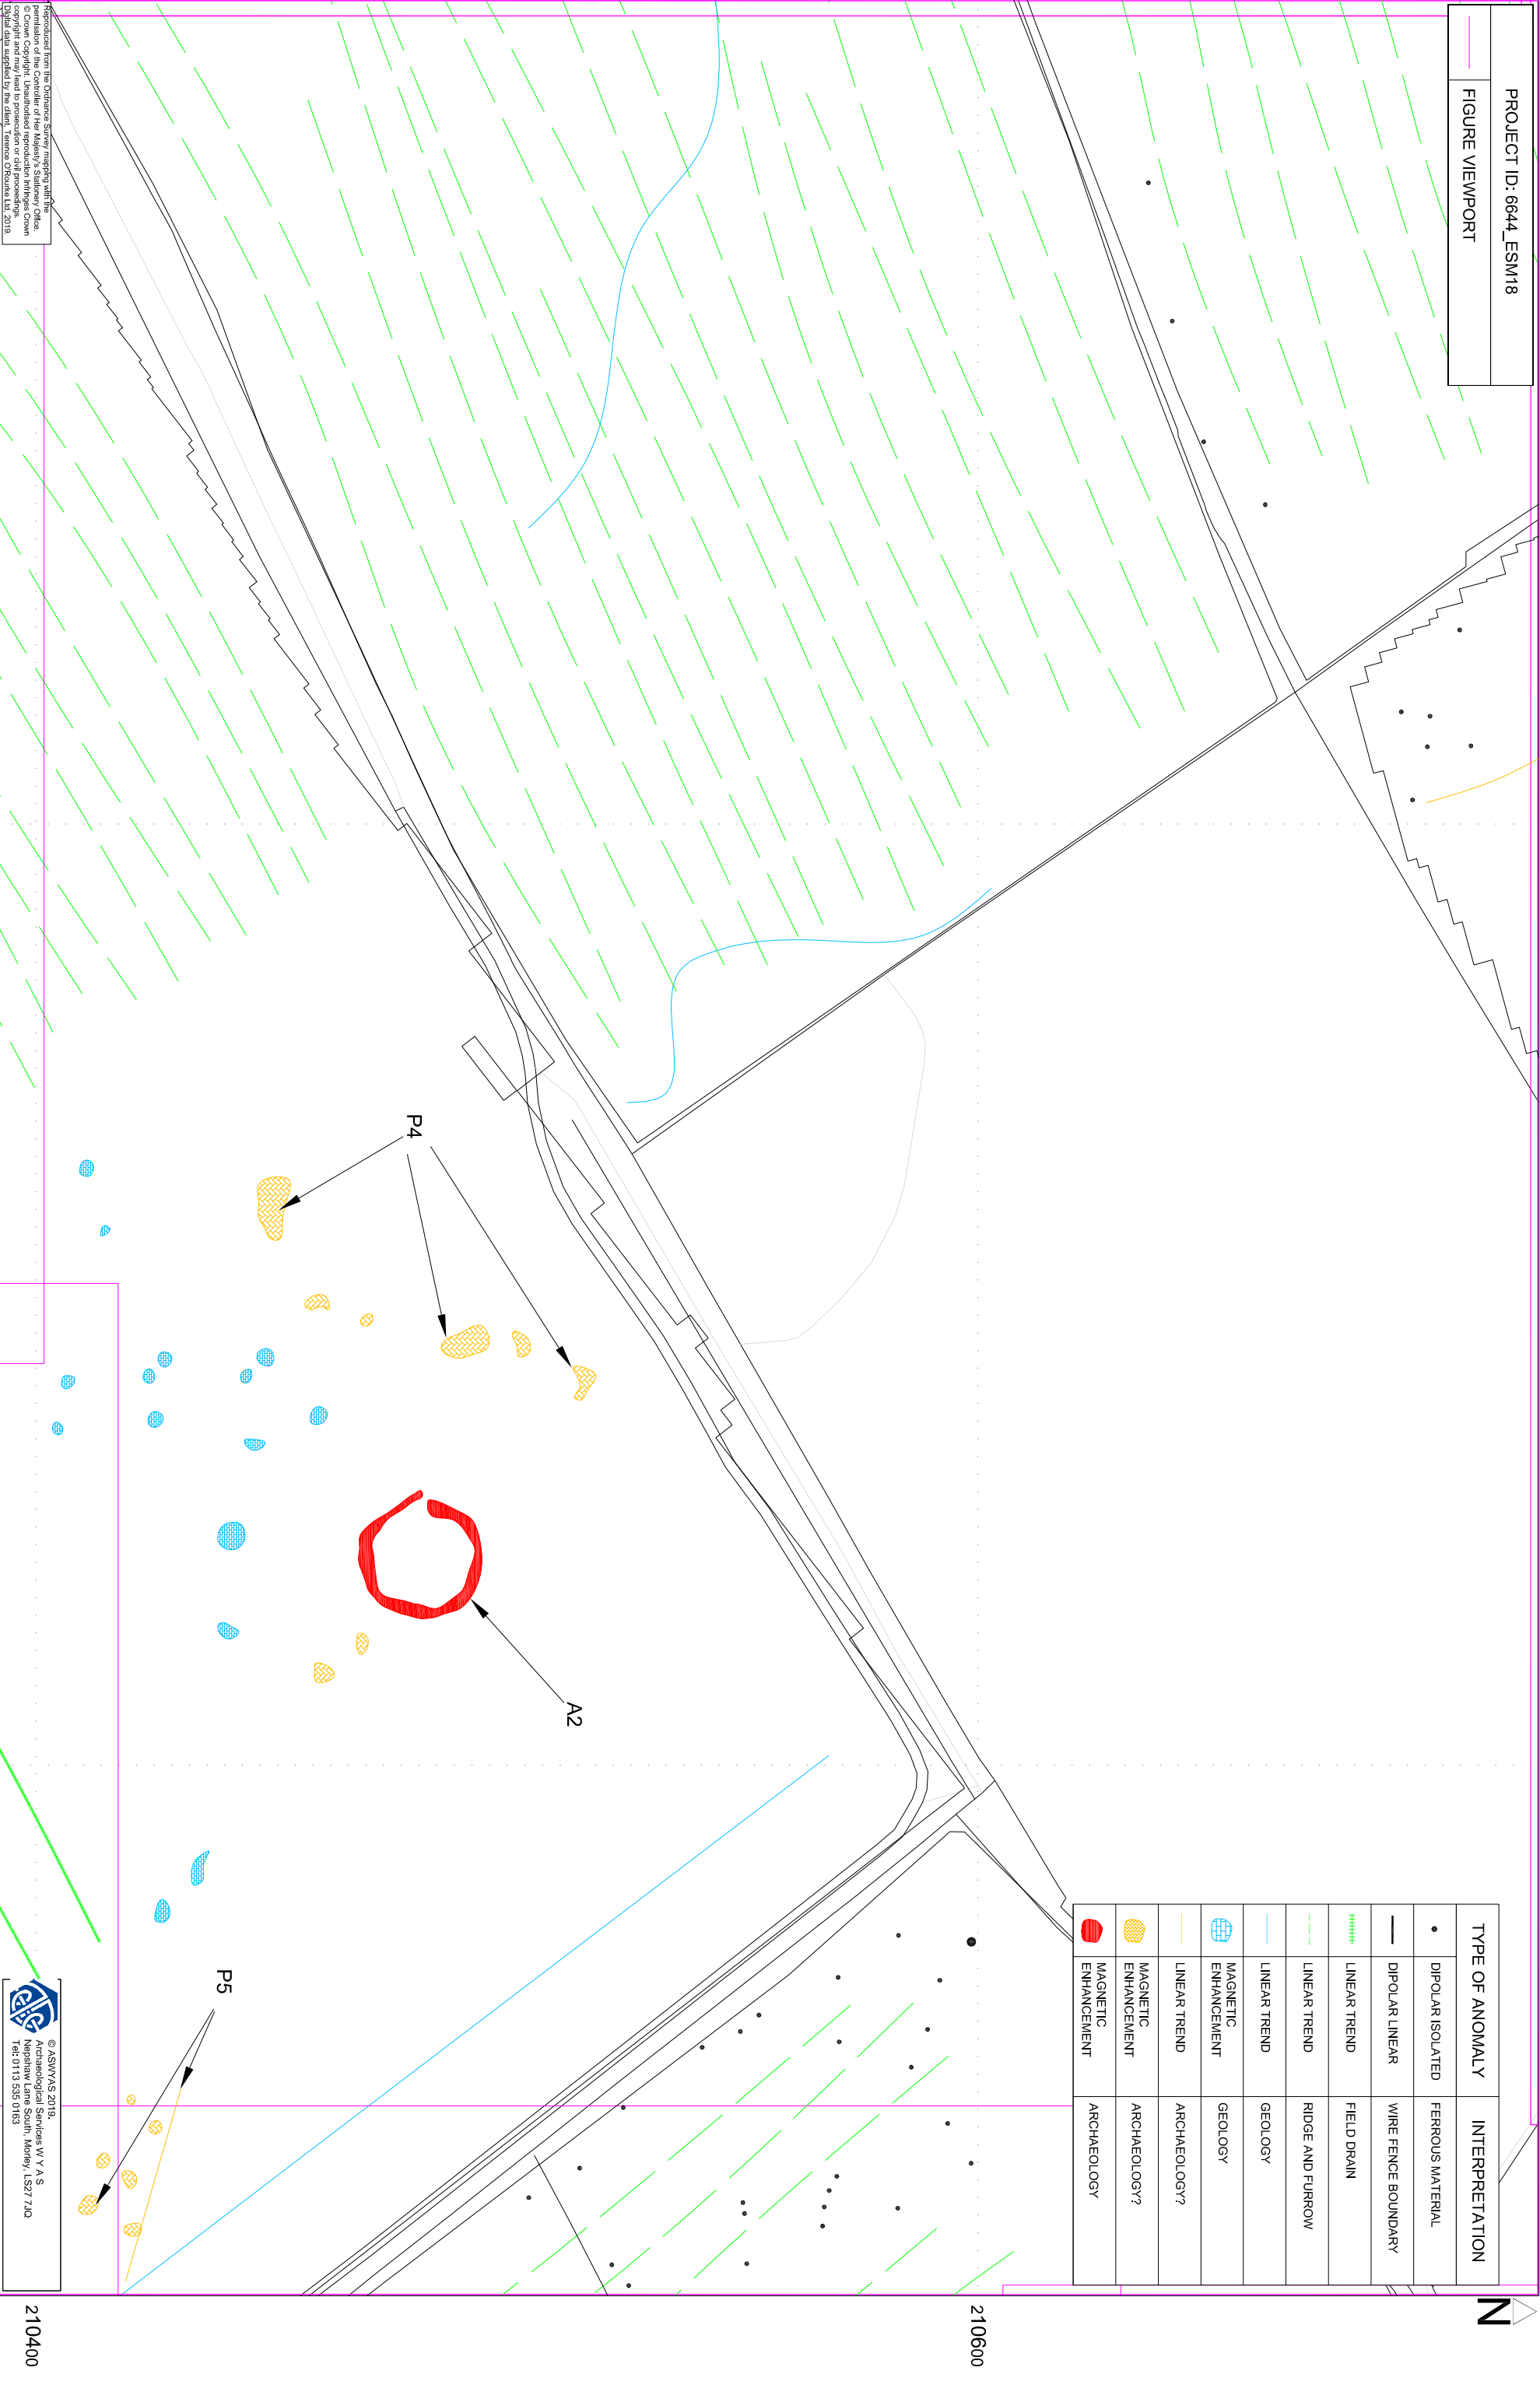 PROJECT ID: 6644_ESM18
FIGURE VIEWPORT
TYPE OF ANOMALY INTERPRETATION
DIPOLAR ISOLATED FERROUS MATERIAL
DIPOLAR LINEAR WIRE FENCE BOUNDARY
LINEAR TREND FIELD DRAIN
LINEAR TREND RIDGE AND FURROW
LINEAR TREND GEOLOGY
MAGNETIC
ENHANCEMENT GEOLOGY
LINEAR TREND ARCHAEOLOGY?
MAGNETIC
ENHANCEMENT ARCHAEOLOGY?
MAGNETIC
ENHANCEMENT ARCHAEOLOGY
N
210600
A2
P4
P5
210400
Reproduced from the Ordnance Survey mapping with the
permission of the Controller of Her Majesty's Stationery Office.
© Crown Copyright. Unauthorised reproduction infringes Crown
copyright and may lead to prosecution or civil proceedings.
Digital data supplied by the client, Terence O'Rourke Ltd, 2019.
© ASWYAS 2019.
Archaeological Services W Y A S
Nepshaw Lane South, Morley, LS27 7JQ
Tel: 0113 535 0163